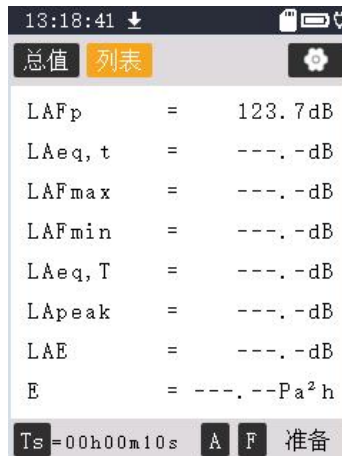 13:18:41
总值 列表
LAFp = 123.7dB
LAeq,t = ---.-dB
LAFmax = ---.-dB
LAFmin = ---.-dB
LAeq,T = ---.-dB
LApeak = ---.-dB
LAE = ---.-dB
E = ---.--Pa²h
Ts=00h00m10s A F 准备